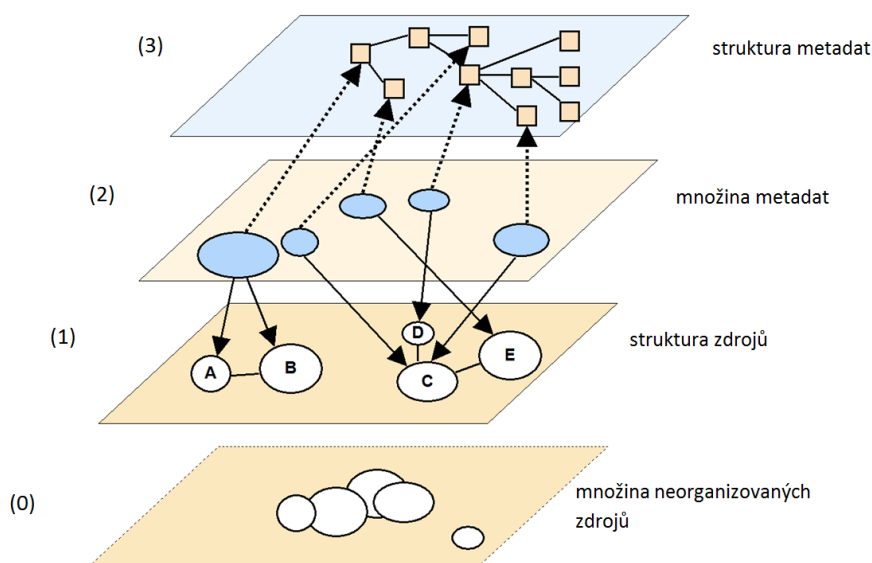 (3)
struktura metadat
(2)
množina metadat
(1)
struktura zdrojů
D
A
B
C
E
(0)
množina neorganizovaných
zdrojů